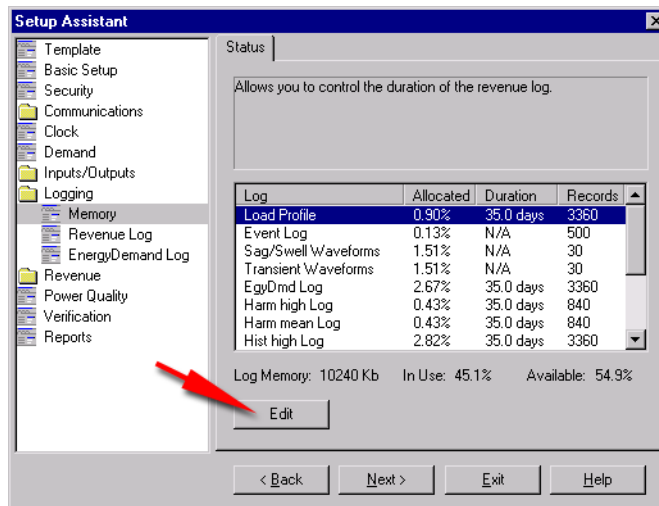 Setup Assistant
Template
Basic Setup
Security
Communications
Clock
Demand
Inputs/Outputs
Logging
Memory
Revenue Log
EnergyDemand Log
Revenue
Power Quality
Verification
Reports
Status
Allows you to control the duration of the revenue log.
Log Allocated Duration Records
Load Profile 0.90% 35.0 days 3360
Event Log 0.13% N/A 500
Sag/Swell Waveforms 1.51% N/A 30
Transient Waveforms 1.51% N/A 30
EgyDmd Log 2.67% 35.0 days 3360
Harm high Log 0.43% 35.0 days 840
Harm mean Log 0.43% 35.0 days 840
Hist high Log 2.82% 35.0 days 3360
Log Memory: 10240 Kb In Use: 45.1% Available: 54.9%
Edit
< Back Next > Exit Help